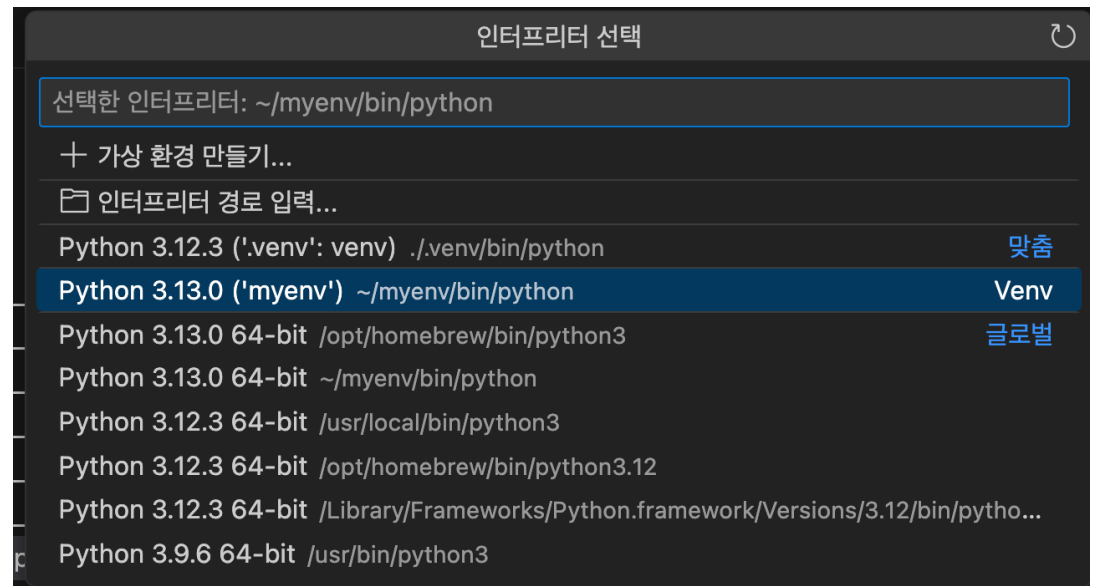 인터프리터 선택
선택한 인터프리터: ~/myenv/bin/python
가상 환경 만들기...
인터프리터 경로 입력...
Python 3.12.3 ('.venv': venv) ./.venv/bin/python 맞춤
Python 3.13.0 ('myenv') ~/myenv/bin/python Venv
Python 3.13.0 64-bit /opt/homebrew/bin/python3 글로벌
Python 3.13.0 64-bit ~/myenv/bin/python
Python 3.12.3 64-bit /usr/local/bin/python3
Python 3.12.3 64-bit /opt/homebrew/bin/python3.12
Python 3.12.3 64-bit /Library/Frameworks/Python.framework/Versions/3.12/bin/pytho...
Python 3.9.6 64-bit /usr/bin/python3